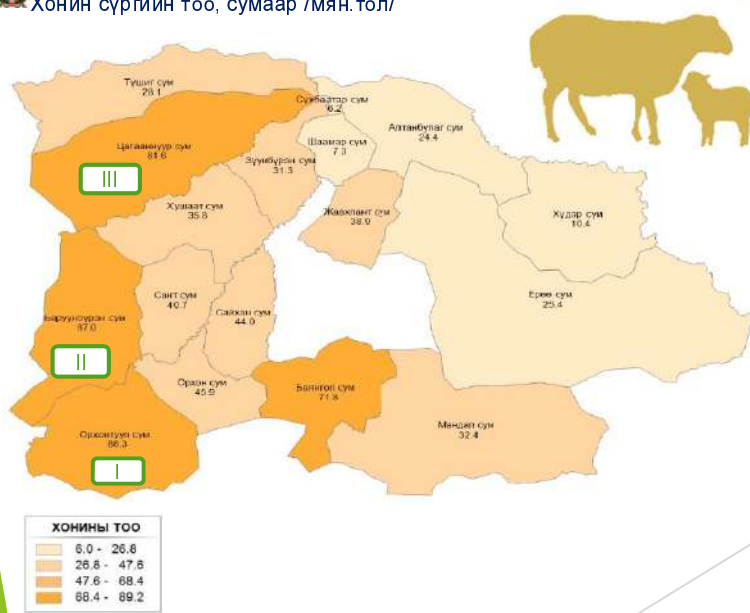 Хонин сүргийн тоо, сумаар /мян.тол/
Түшиг сум
28.1
Сүхбаатар сум
6.2
Цагааннуур сум
81.6
Шаамар сум
7.3
Алтанбулаг сум
24.4
Зүүнбүрэн сум
31.3
III
Хушаат сум
35.8
Жавхлант сум
38.9
Хүдэр сум
10.4
Сант сум
40.7
Ерөө сум
25.4
Сайхан сум
44.0
Баруунбүрэн сум
87.0
II
Орхон сум
45.9
Баянгол сум
71.8
Мандал сум
32.4
Орхонтуул сум
I
ХОНИНЫ ТОО
6.0 - 26.8
26.8 - 47.6
47.6 - 68.4
68.4 - 89.2